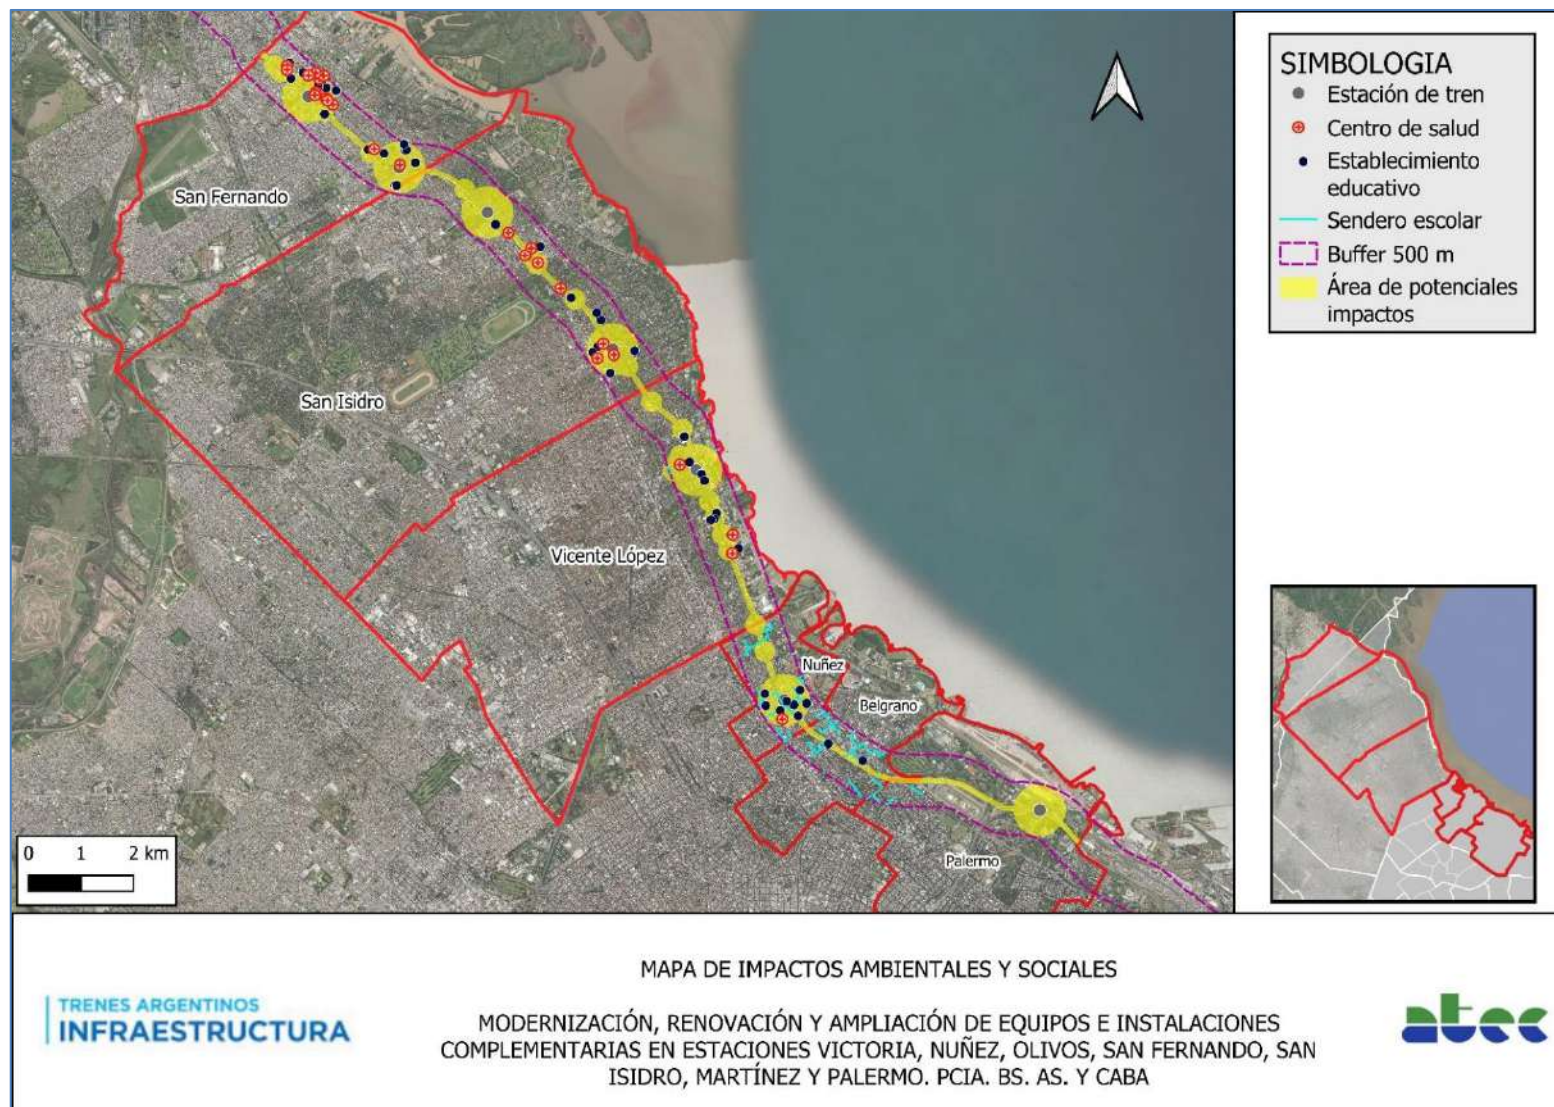 SIMBOLOGIA
Estación de tren
Centro de salud
Establecimiento
educativo
Sendero escolar
Buffer 500 m
Área de potenciales
impactos
San Fernando
San Isidro
Vicente López
Nuñez
Belgrano
Palermo
0 1 2 km
TRENES ARGENTINOS
INFRAESTRUCTURA
MAPA DE IMPACTOS AMBIENTALES Y SOCIALES
MODERNIZACIÓN, RENOVACIÓN Y AMPLIACIÓN DE EQUIPOS E INSTALACIONES
COMPLEMENTARIAS EN ESTACIONES VICTORIA, NUÑEZ, OLIVOS, SAN FERNANDO, SAN
ISIDRO, MARTÍNEZ Y PALERMO. PCIA. BS. AS. Y CABA
atec